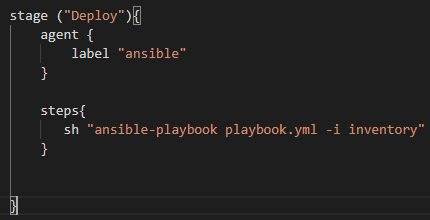 stage ("Deploy"){
    agent {
        label "ansible"
    }

    steps{
       sh "ansible-playbook playbook.yml -i inventory"
    }


}